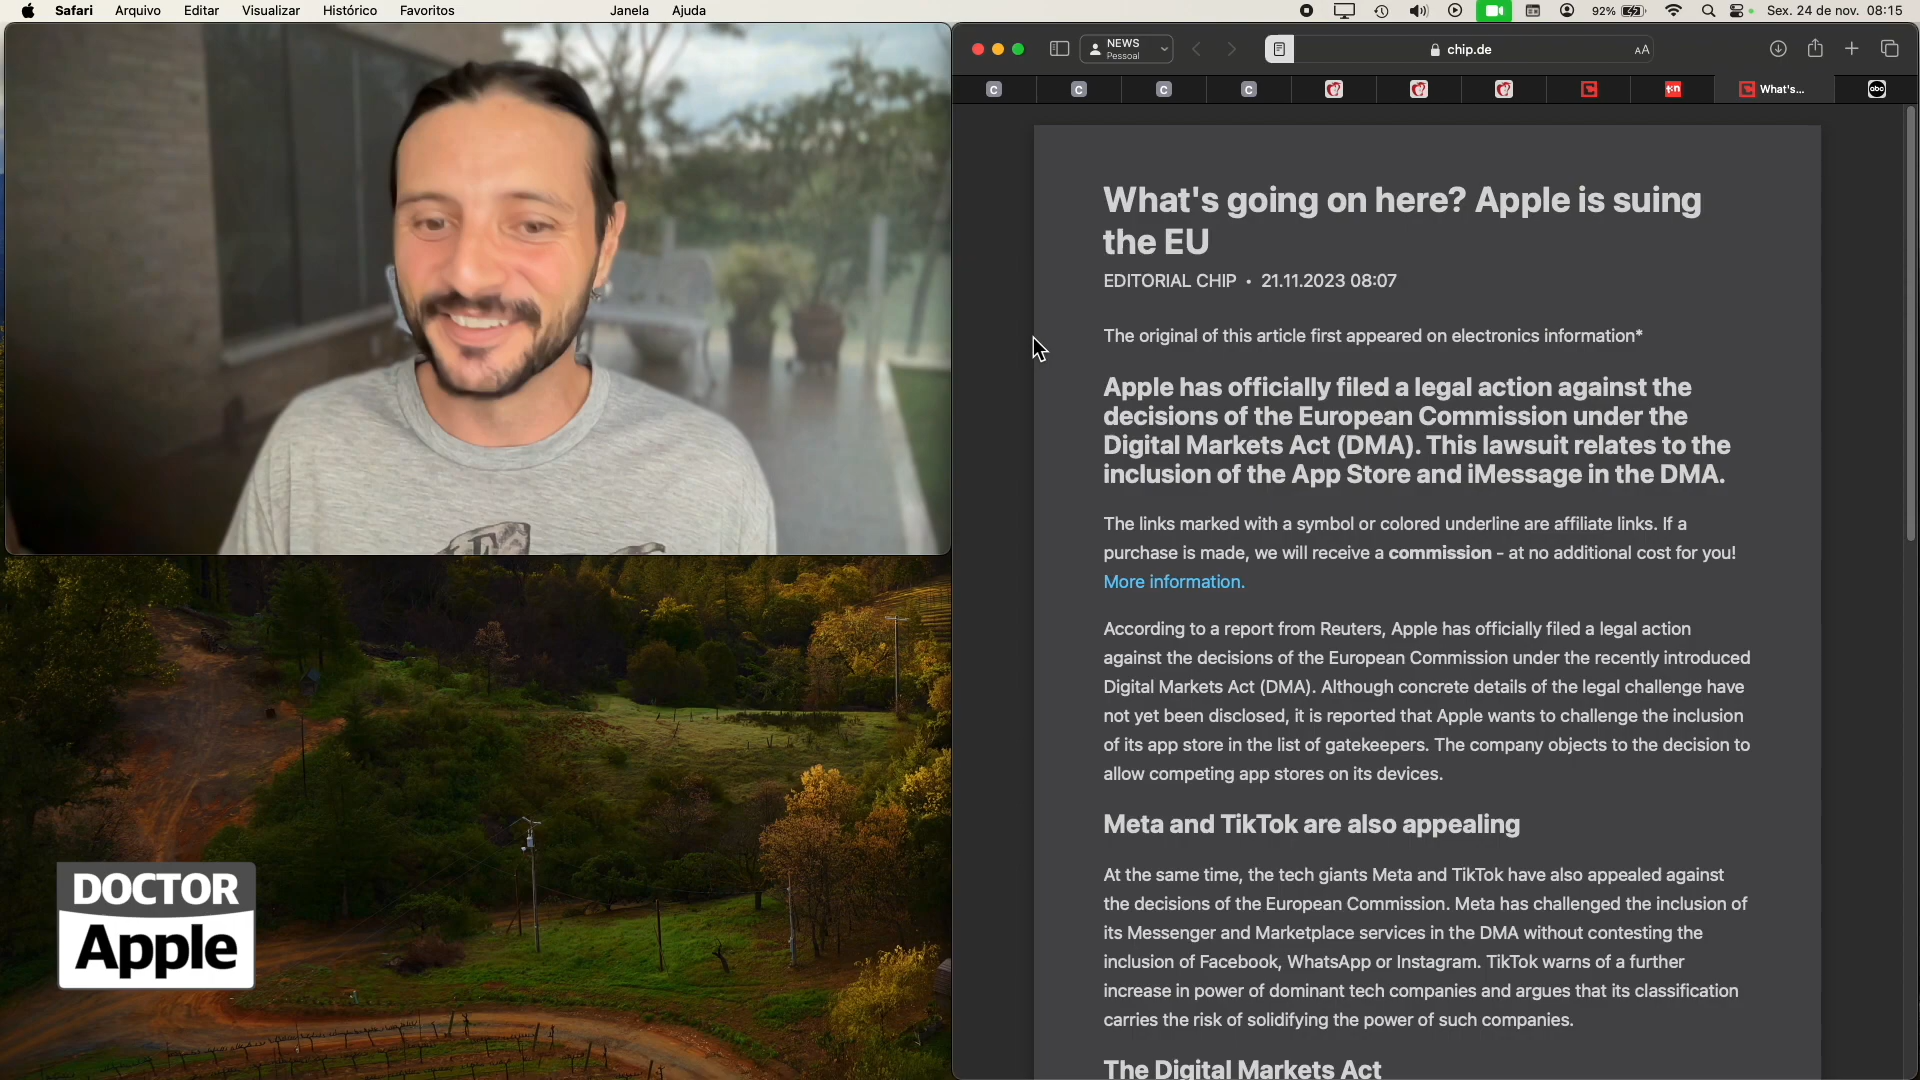 Safari Arquivo Editar Visualizar Histórico Favoritos Janela Ajuda 92% Sex. 24 de nov. 08:15
NEWS
Pessoal
chip.de
AA
C C C C t3n What's... abc
What's going on here? Apple is suing
the EU
EDITORIAL CHIP • 21.11.2023 08:07
The original of this article first appeared on electronics information*
Apple has officially filed a legal action against the
decisions of the European Commission under the
Digital Markets Act (DMA). This lawsuit relates to the
inclusion of the App Store and iMessage in the DMA.
The links marked with a symbol or colored underline are affiliate links. If a
purchase is made, we will receive a commission - at no additional cost for you!
More information.
According to a report from Reuters, Apple has officially filed a legal action
against the decisions of the European Commission under the recently introduced
Digital Markets Act (DMA). Although concrete details of the legal challenge have
not yet been disclosed, it is reported that Apple wants to challenge the inclusion
of its app store in the list of gatekeepers. The company objects to the decision to
allow competing app stores on its devices.
Meta and TikTok are also appealing
At the same time, the tech giants Meta and TikTok have also appealed against
the decisions of the European Commission. Meta has challenged the inclusion of
its Messenger and Marketplace services in the DMA without contesting the
inclusion of Facebook, WhatsApp or Instagram. TikTok warns of a further
increase in power of dominant tech companies and argues that its classification
carries the risk of solidifying the power of such companies.
The Digital Markets Act
DOCTOR
Apple